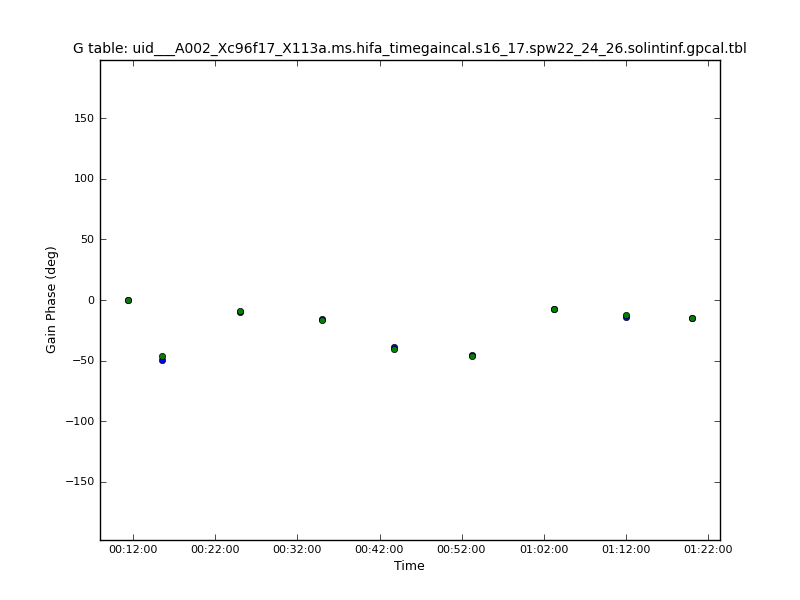 G table: uid___A002_Xc96f17_X113a.ms.hifa_timegaincal.s16_17.spw22_24_26.solintinf.gpcal.tbl
150
100
50
0
−50
−100
−150
Gain Phase (deg)
00:12:00 00:22:00 00:32:00 00:42:00 00:52:00 01:02:00 01:12:00 01:22:00
Time